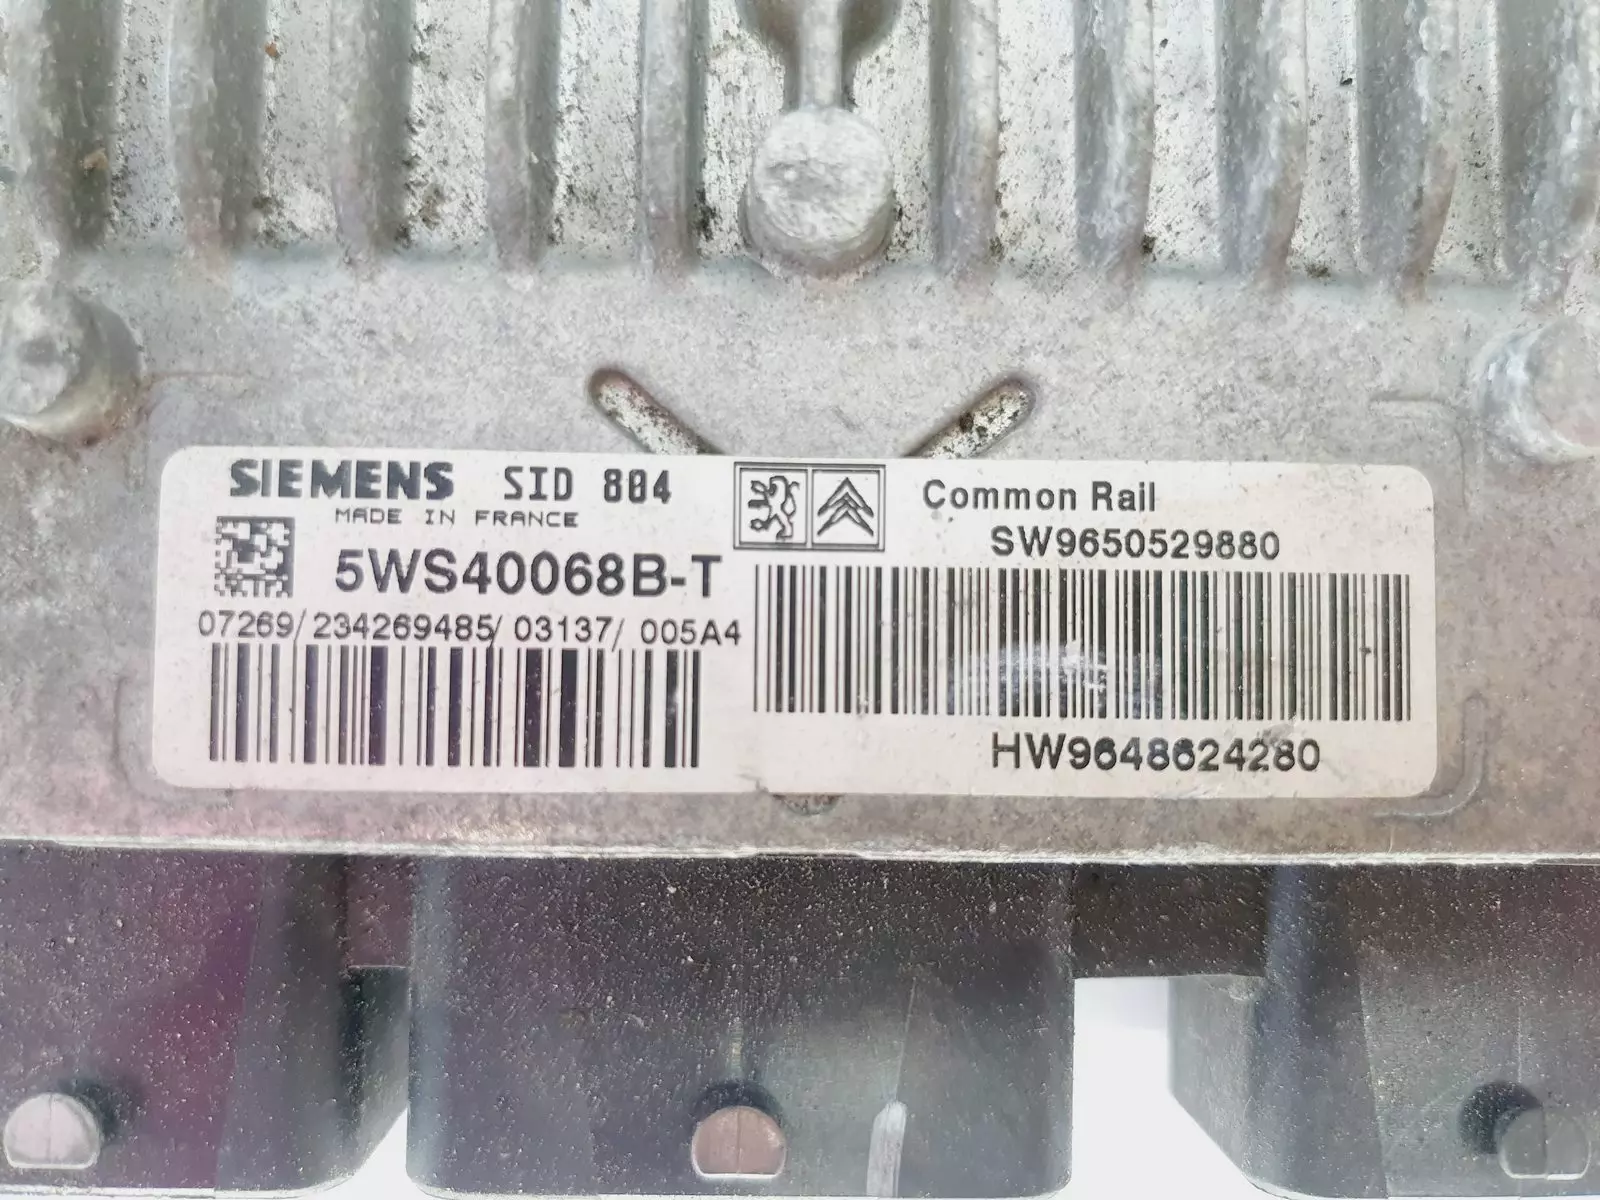 SIEMENS SID 804
MADE IN FRANCE
5WS40068B-T
07269/234269485/03137/005A4
Common Rail
SW9650529880
HW9648624280